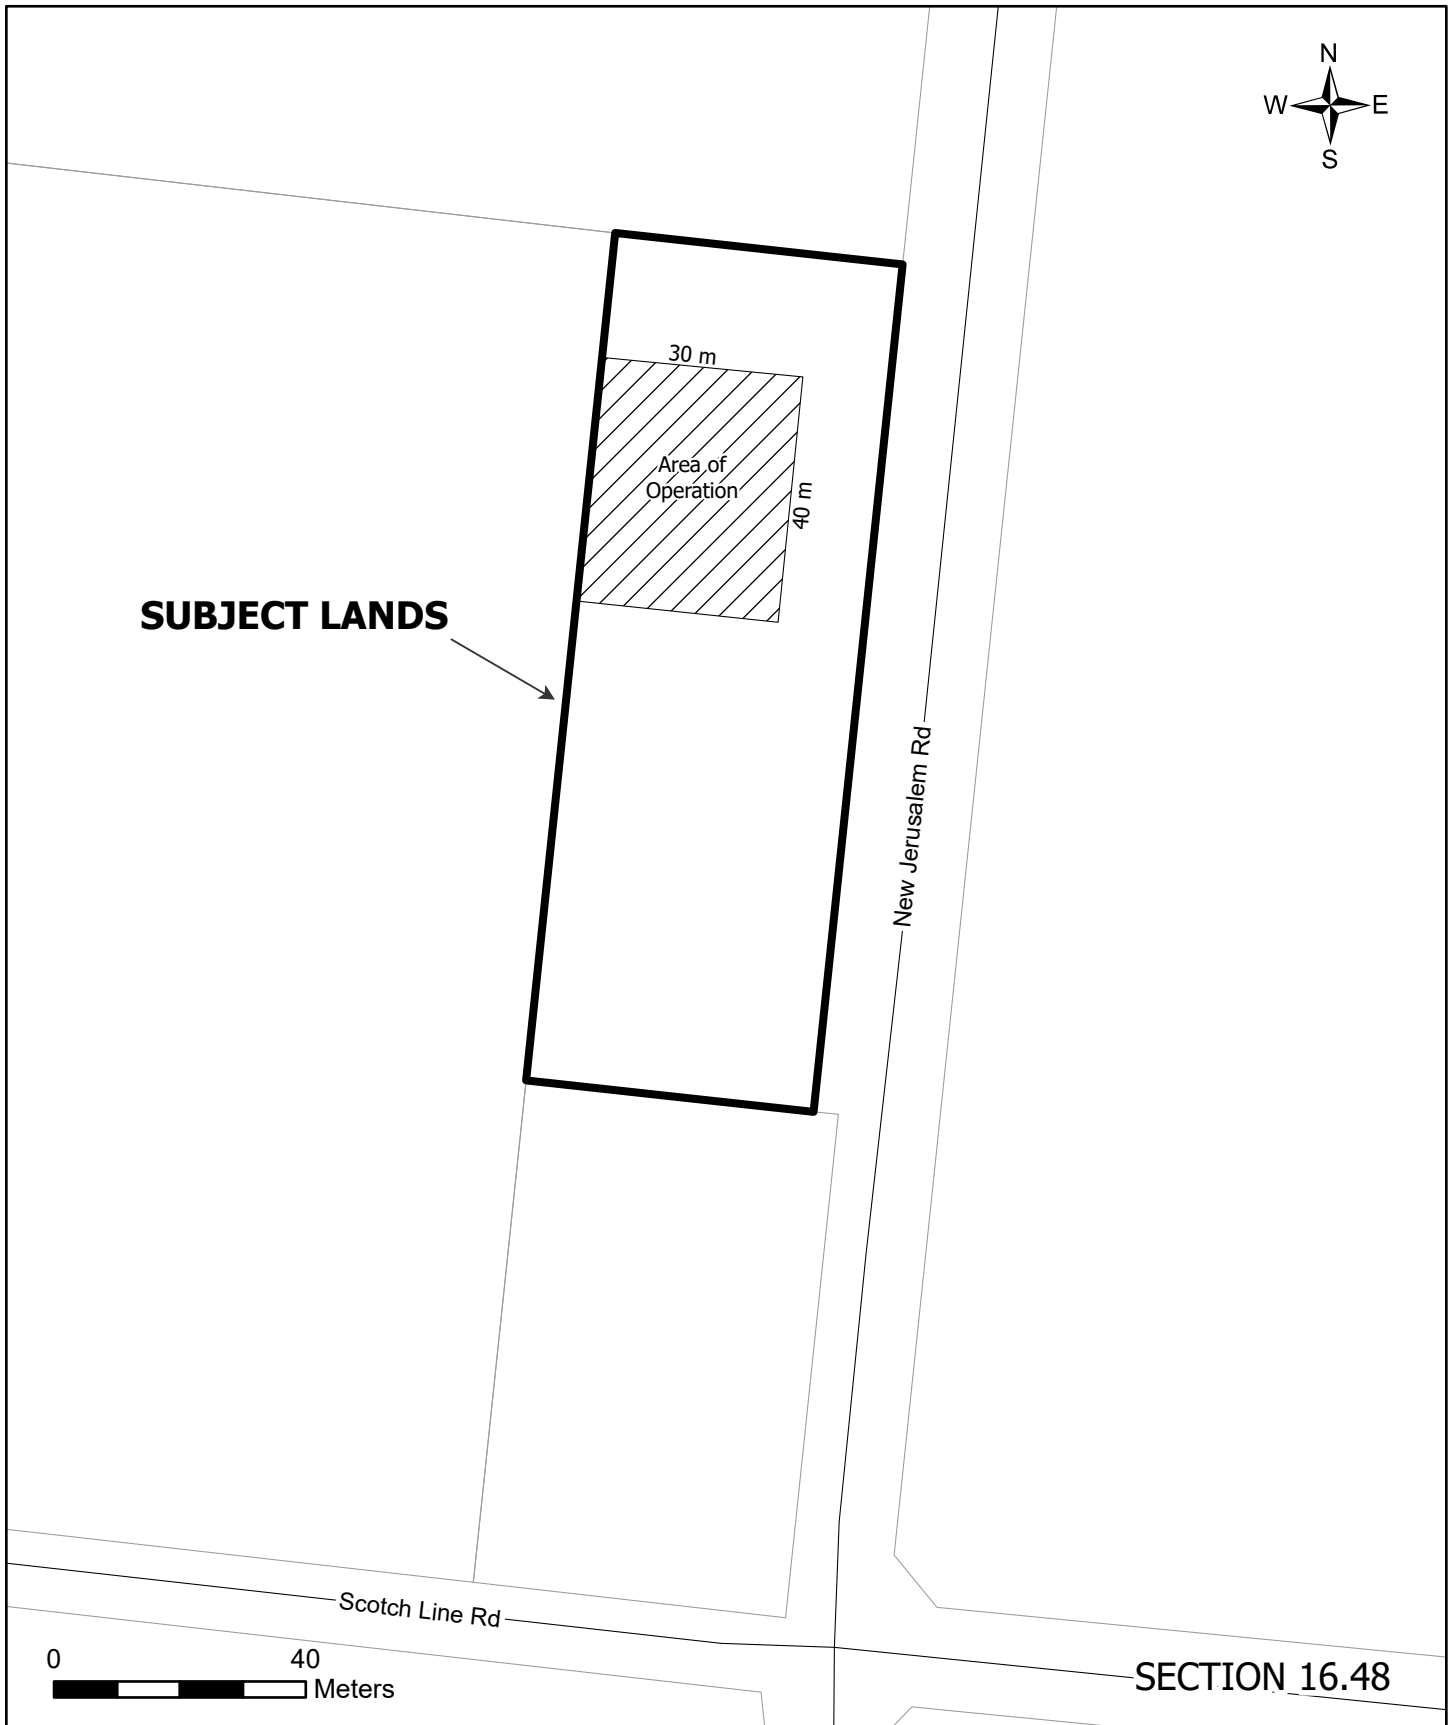 N
W E
S
30 m
Area of
Operation
40 m
SUBJECT LANDS
New Jerusalem Rd
Scotch Line Rd
0 40
Meters
SECTION 16.48